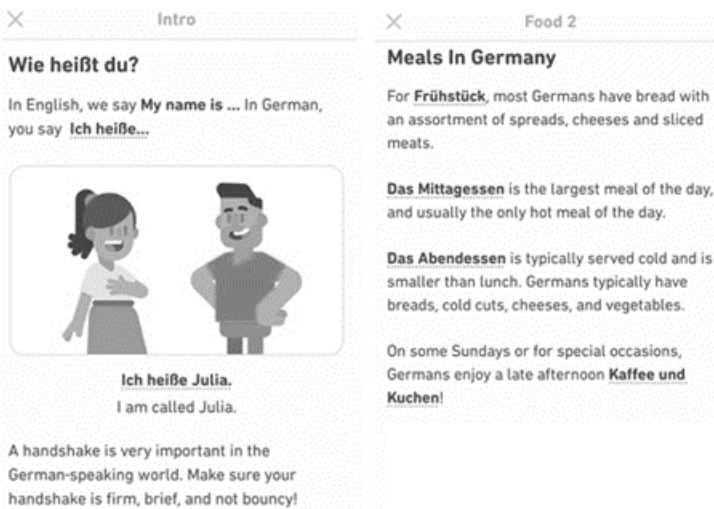 Intro
Wie heißt du?
In English, we say My name is ... In German,
you say Ich heiße...
Ich heiße Julia.
I am called Julia.
A handshake is very important in the
German-speaking world. Make sure your
handshake is firm, brief, and not bouncy!
Food 2
Meals In Germany
For Frühstück, most Germans have bread with
an assortment of spreads, cheeses and sliced
meats.
Das Mittagessen is the largest meal of the day,
and usually the only hot meal of the day.
Das Abendessen is typically served cold and is
smaller than lunch. Germans typically have
breads, cold cuts, cheeses, and vegetables.
On some Sundays or for special occasions,
Germans enjoy a late afternoon Kaffee und
Kuchen!